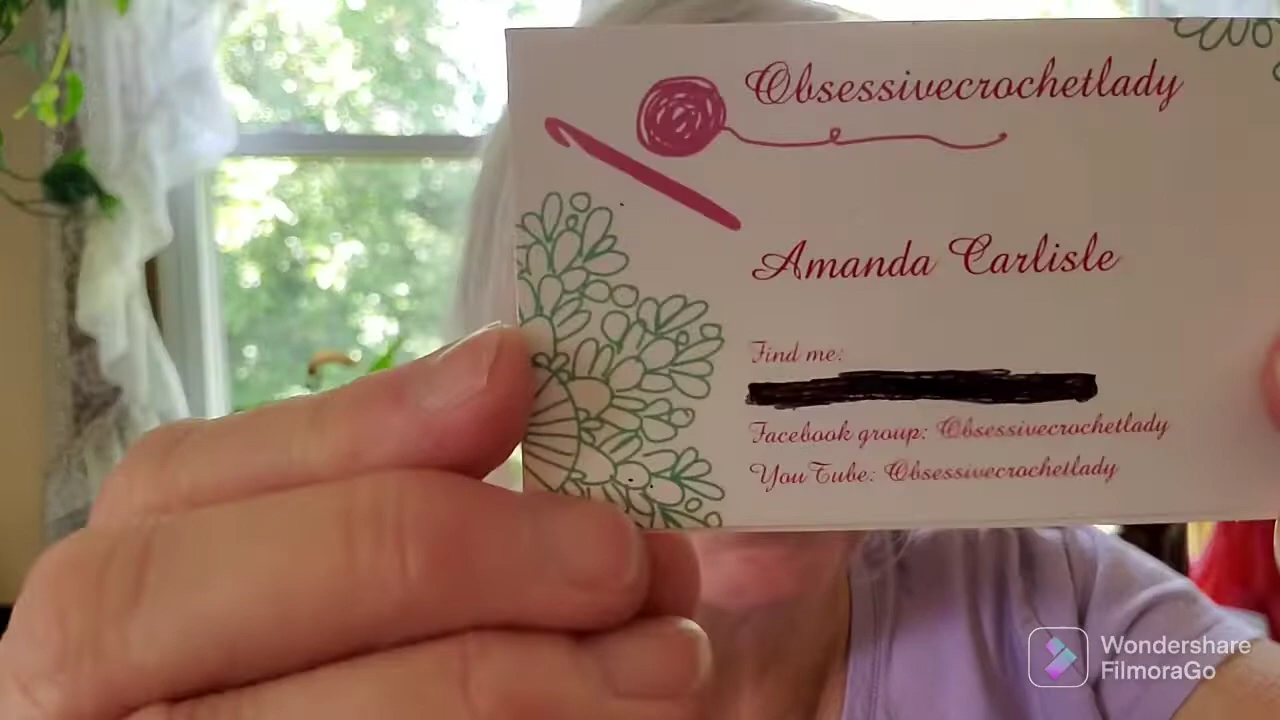 Obsessivecrochetlady
Amanda Carlisle
Find me:
Facebook group: Obsessivecrochetlady
YouTube: Obsessivecrochetlady
Wondershare
FilmoraGo